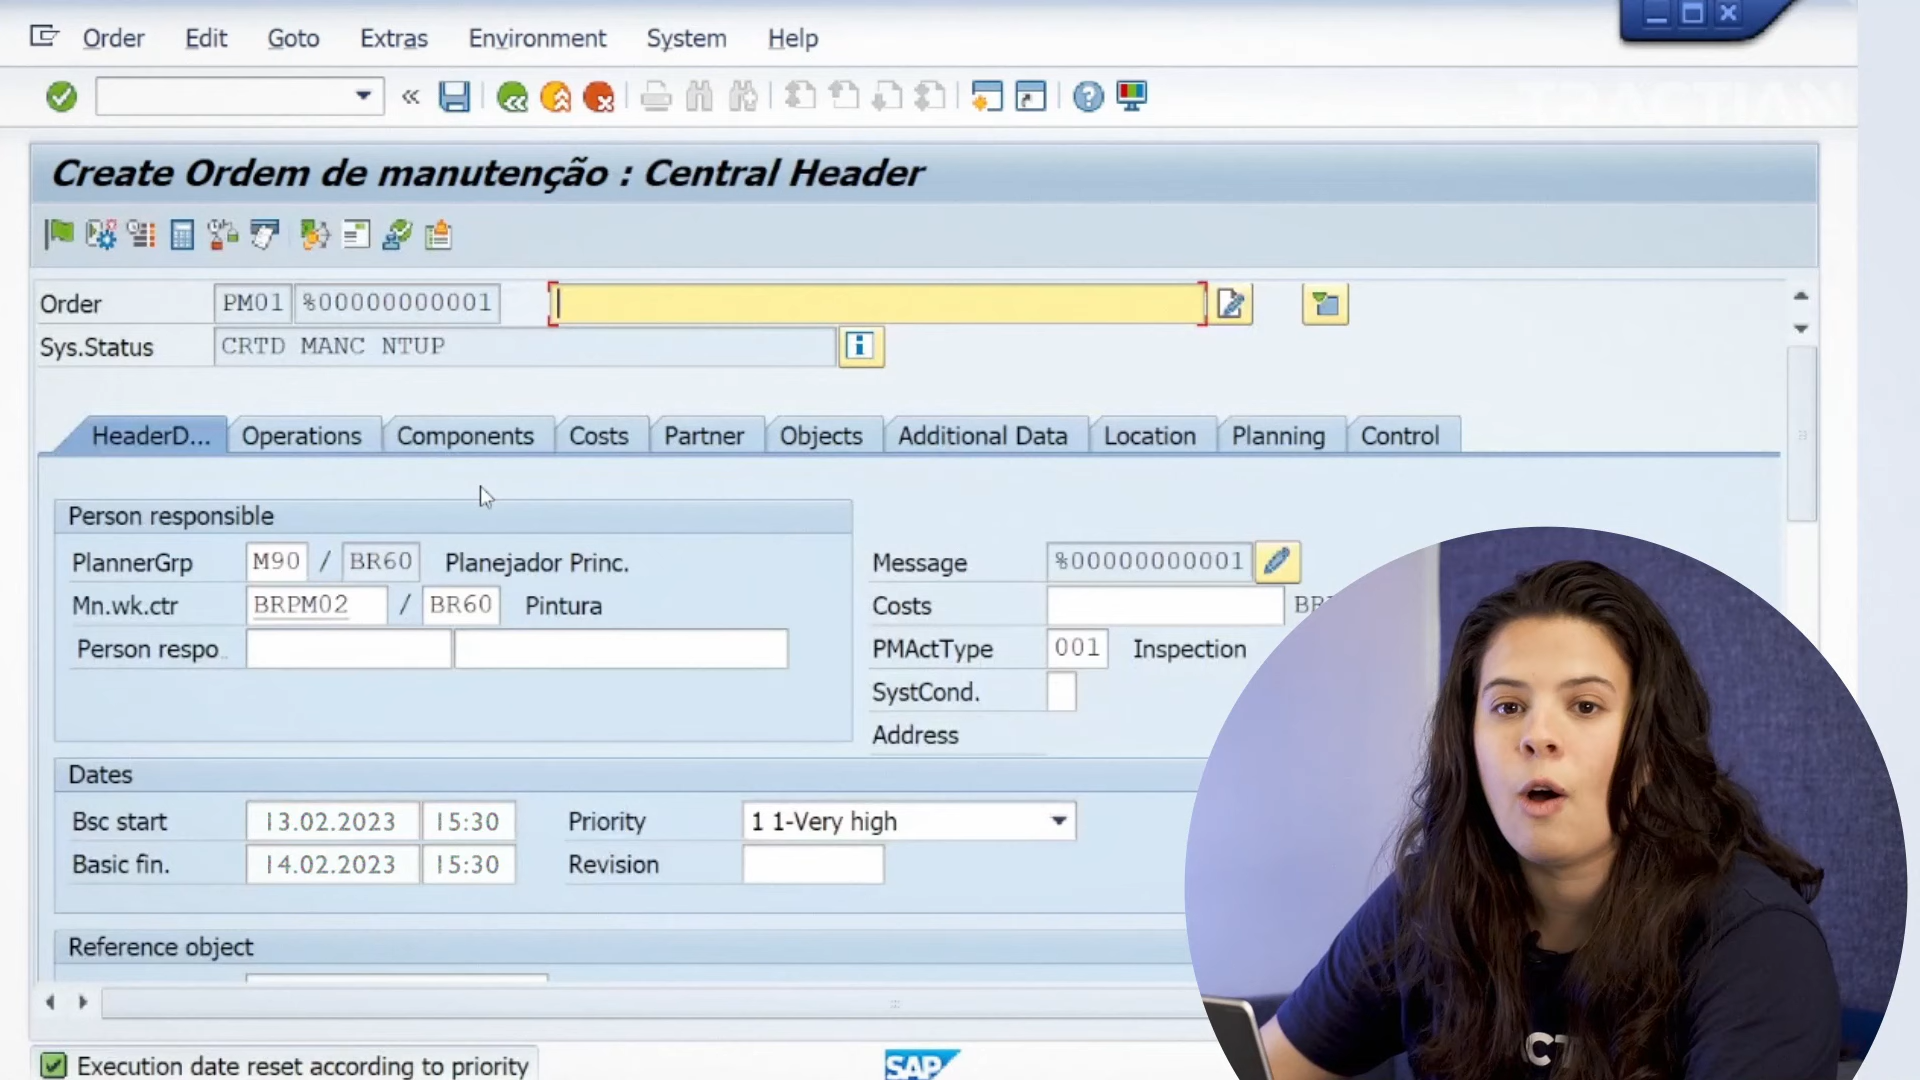 Order Edit Goto Extras Environment System Help
TRACTIAN
Create Ordem de manutenção : Central Header
Order PM01 %00000000001
Sys.Status CRTD MANC NTUP
HeaderD... Operations Components Costs Partner Objects Additional Data Location Planning Control
Person responsible
PlannerGrp M90 / BR60 Planejador Princ.
Mn.wk.ctr BRPM02 / BR60 Pintura
Person respo
Message %00000000001
Costs
PMActType 001 Inspection
SystCond.
Address
Dates
Bsc start 13.02.2023 15:30 Priority 1 1-Very high
Basic fin. 14.02.2023 15:30 Revision
Reference object
Execution date reset according to priority
SAP